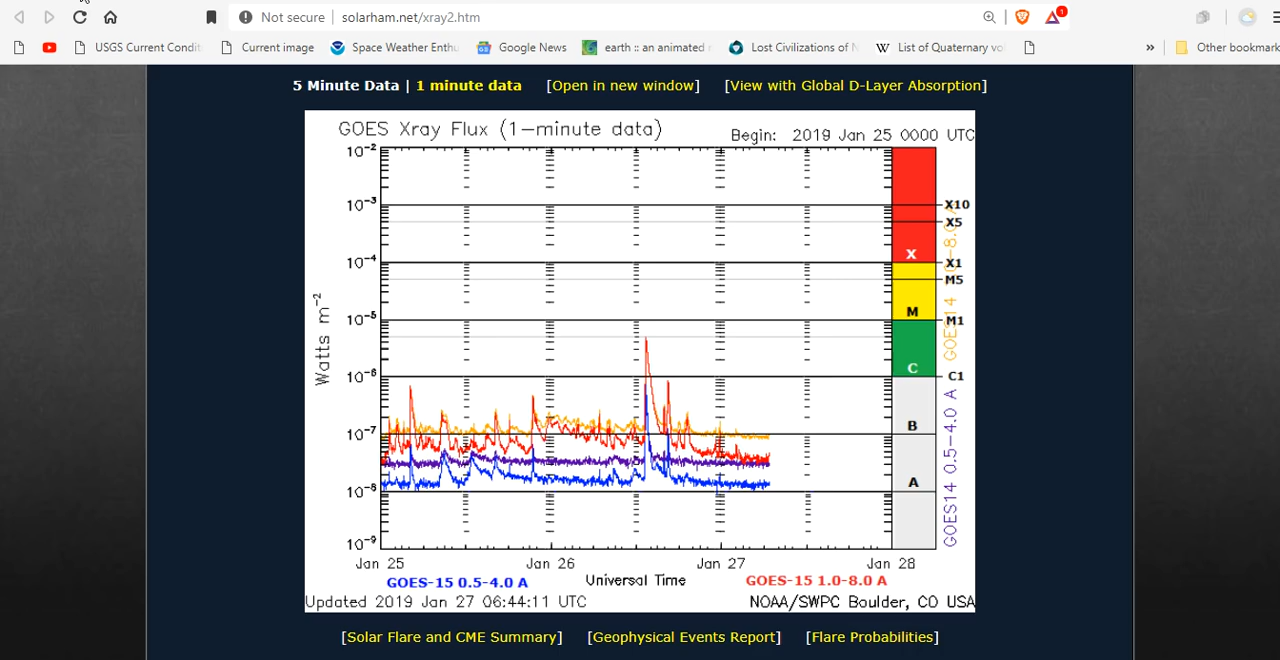 Not secure | solarham.net/xray2.htm
1
USGS Current Condi Current image Space Weather Enthu Google News earth :: an animated Lost Civilizations of N W List of Quaternary vo » Other bookmark
5 Minute Data | 1 minute data [Open in new window] [View with Global D-Layer Absorption]
GOES Xray Flux (1-minute data) Begin: 2019 Jan 25 0000 UTC
10⁻²
10⁻³ X10
X5
X
10⁻⁴ X1
M5
M
10⁻⁵ M1
C
10⁻⁶ C1
B
10⁻⁷
A
10⁻⁸
10⁻⁹
Watts m⁻²
GOES14 1.0-8.0 A
GOES14 0.5-4.0 A
Jan 25 Jan 26 Jan 27 Jan 28
GOES-15 0.5-4.0 A Universal Time GOES-15 1.0-8.0 A
Updated 2019 Jan 27 06:44:11 UTC NOAA/SWPC Boulder, CO USA
[Solar Flare and CME Summary] [Geophysical Events Report] [Flare Probabilities]